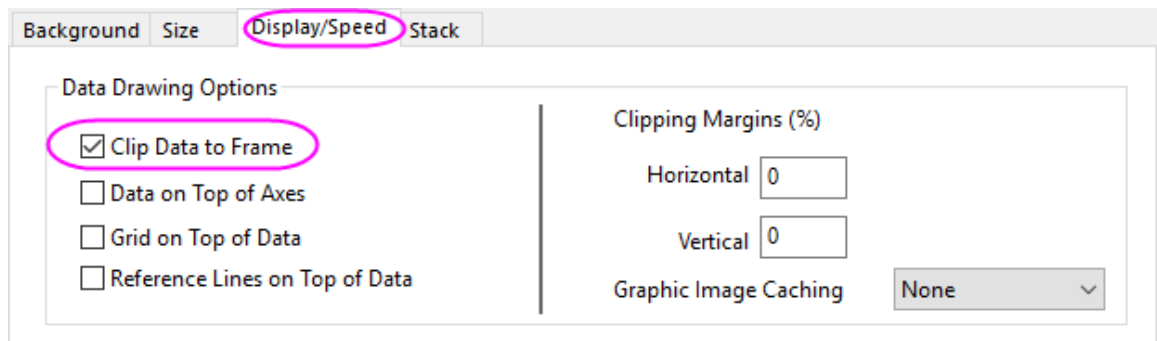 Background Size Display/Speed Stack
Data Drawing Options
Clip Data to Frame
Data on Top of Axes
Grid on Top of Data
Reference Lines on Top of Data
Clipping Margins (%)
Horizontal 0
Vertical 0
Graphic Image Caching None